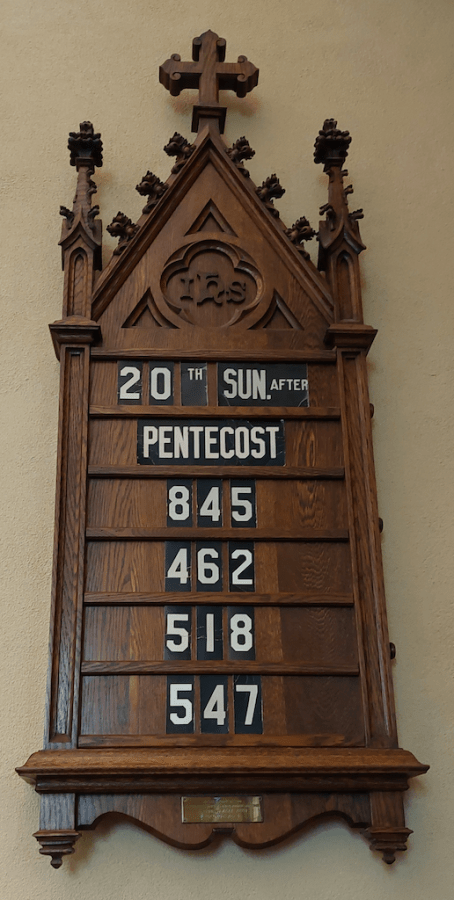 IHS
20 TH SUN. AFTER
PENTECOST
845
462
518
547